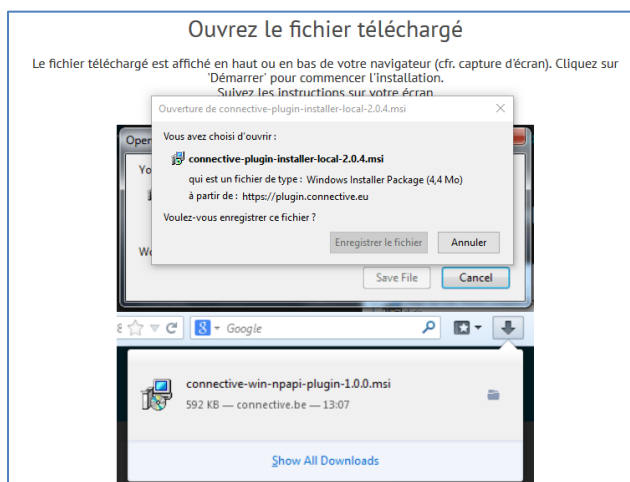 Ouvrez le fichier téléchargé
Le fichier téléchargé est affiché en haut ou en bas de votre navigateur (cfr. capture d'écran). Cliquez sur
'Démarrer' pour commencer l'installation.
Suivez les instructions sur votre écran
Ouverture de connective-plugin-installer-local-2.0.4.msi
Vous avez choisi d'ouvrir :
connective-plugin-installer-local-2.0.4.msi
qui est un fichier de type : Windows Installer Package (4,4 Mo)
à partir de : https://plugin.connective.eu
Voulez-vous enregistrer ce fichier ?
Enregistrer le fichier Annuler
Save File Cancel
Google
connective-win-npapi-plugin-1.0.0.msi
592 KB — connective.be — 13:07
Show All Downloads